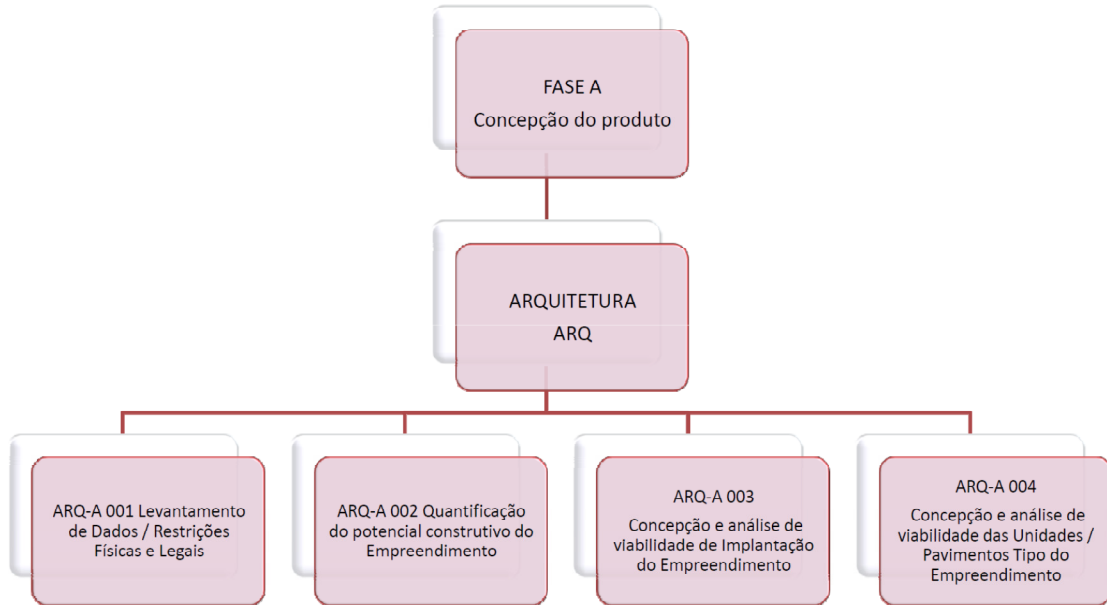 FASE A
Concepção do produto
ARQUITETURA
ARQ
ARQ-A 001 Levantamento
de Dados / Restrições
Físicas e Legais
ARQ-A 002 Quantificação
do potencial construtivo do
Empreendimento
ARQ-A 003
Concepção e análise de
viabilidade de Implantação
do Empreendimento
ARQ-A 004
Concepção e análise de
viabilidade das Unidades /
Pavimentos Tipo do
Empreendimento